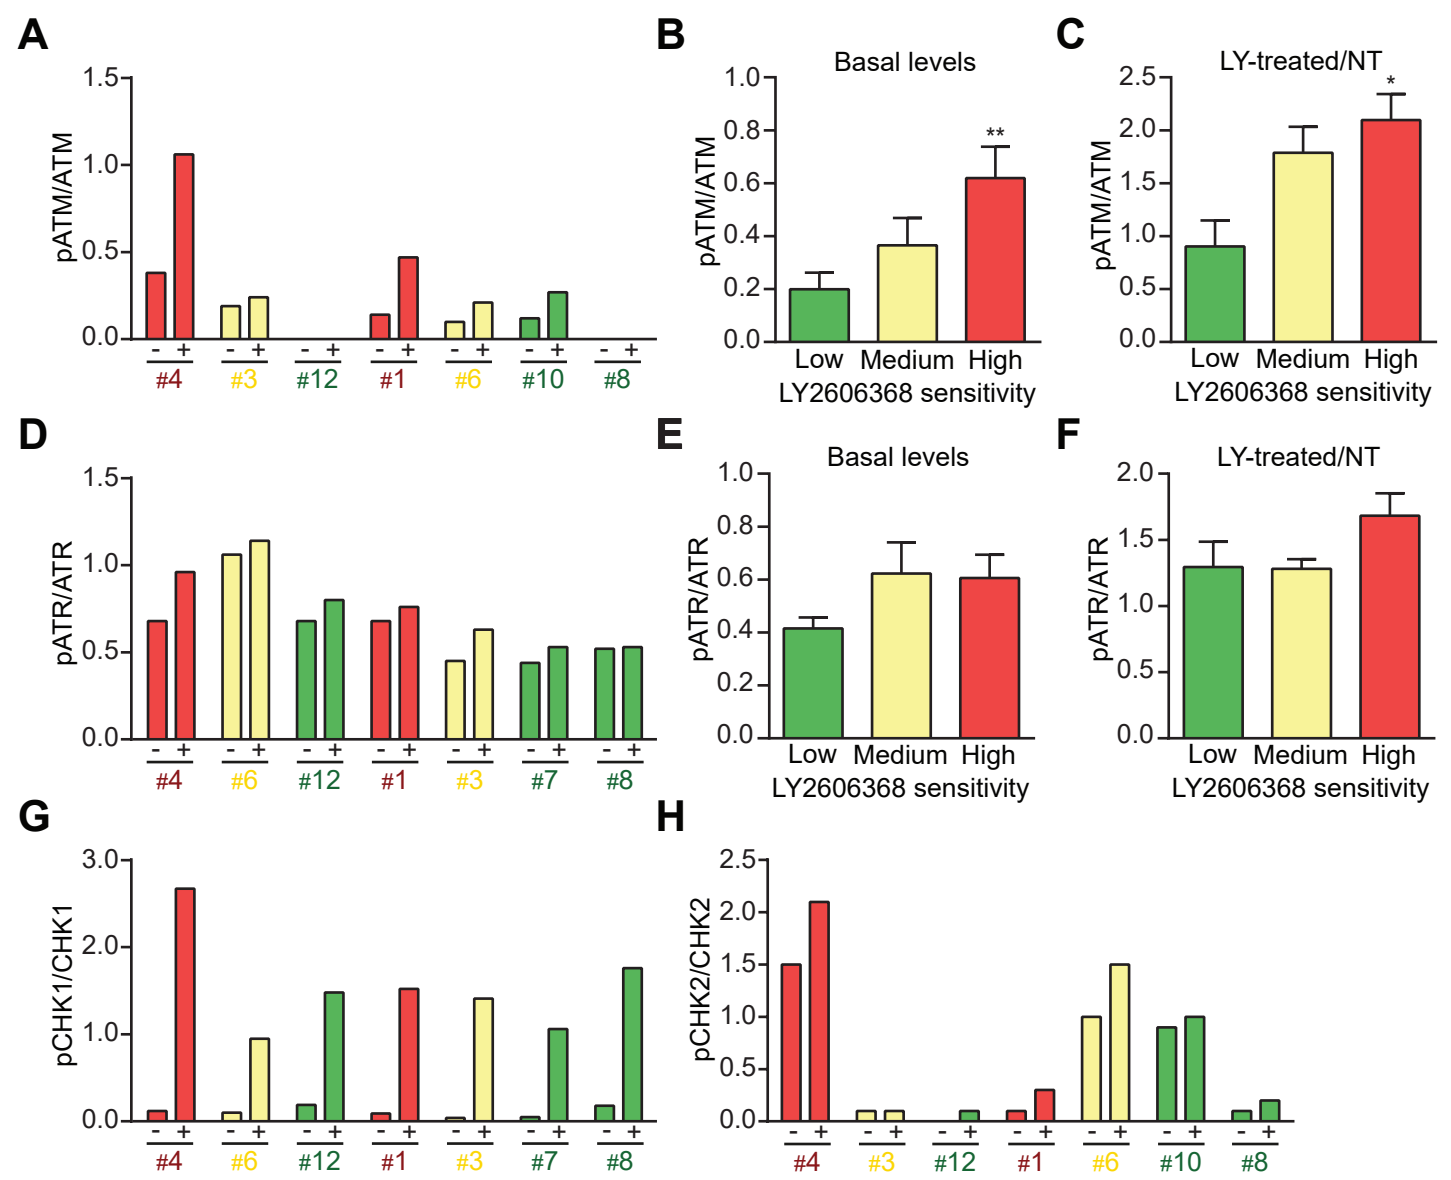 A
pATM/ATM
1.5
1.0
0.5
0.0
- + - + - + - + - + - + - +
#4 #3 #12 #1 #6 #10 #8
B
Basal levels
pATM/ATM
1.0
0.8
0.6
0.4
0.2
0.0
**
Low Medium High
LY2606368 sensitivity
C
LY-treated/NT
pATM/ATM
2.5
2.0
1.5
1.0
0.5
0.0
*
Low Medium High
LY2606368 sensitivity
D
pATR/ATR
1.5
1.0
0.5
0.0
- + - + - + - + - + - + - +
#4 #6 #12 #1 #3 #7 #8
E
Basal levels
pATR/ATR
1.0
0.8
0.6
0.4
0.2
0.0
Low Medium High
LY2606368 sensitivity
F
LY-treated/NT
pATR/ATR
2.0
1.5
1.0
0.5
0.0
Low Medium High
LY2606368 sensitivity
G
pCHK1/CHK1
3.0
2.0
1.0
0.0
- + - + - + - + - + - + - +
#4 #6 #12 #1 #3 #7 #8
H
pCHK2/CHK2
2.5
2.0
1.5
1.0
0.5
0.0
- + - + - + - + - + - + - +
#4 #3 #12 #1 #6 #10 #8